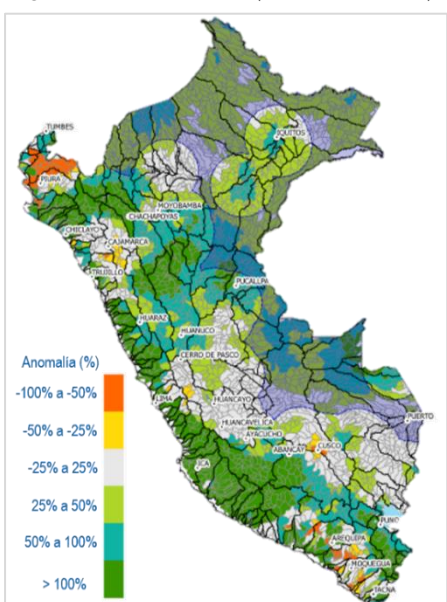 TUMBES
IQUITOS
PIURA
MOYOBAMBA
CHACHAPOYAS
CHICLAYO
CAJAMARCA
TRUJILLO
PUCALLPA
HUARAZ
HUANUCO
CERRO DE PASCO
Anomalía (%)
-100% a -50%
LIMA
HUANCAYO
-50% a -25%
PUERTO
HUANCAVELICA
AYACUCHO
CUSCO
ABANCAY
-25% a 25%
ICA
25% a 50%
PUNO
50% a 100%
AREQUIPA
MOQUEGUA
> 100%
TACNA